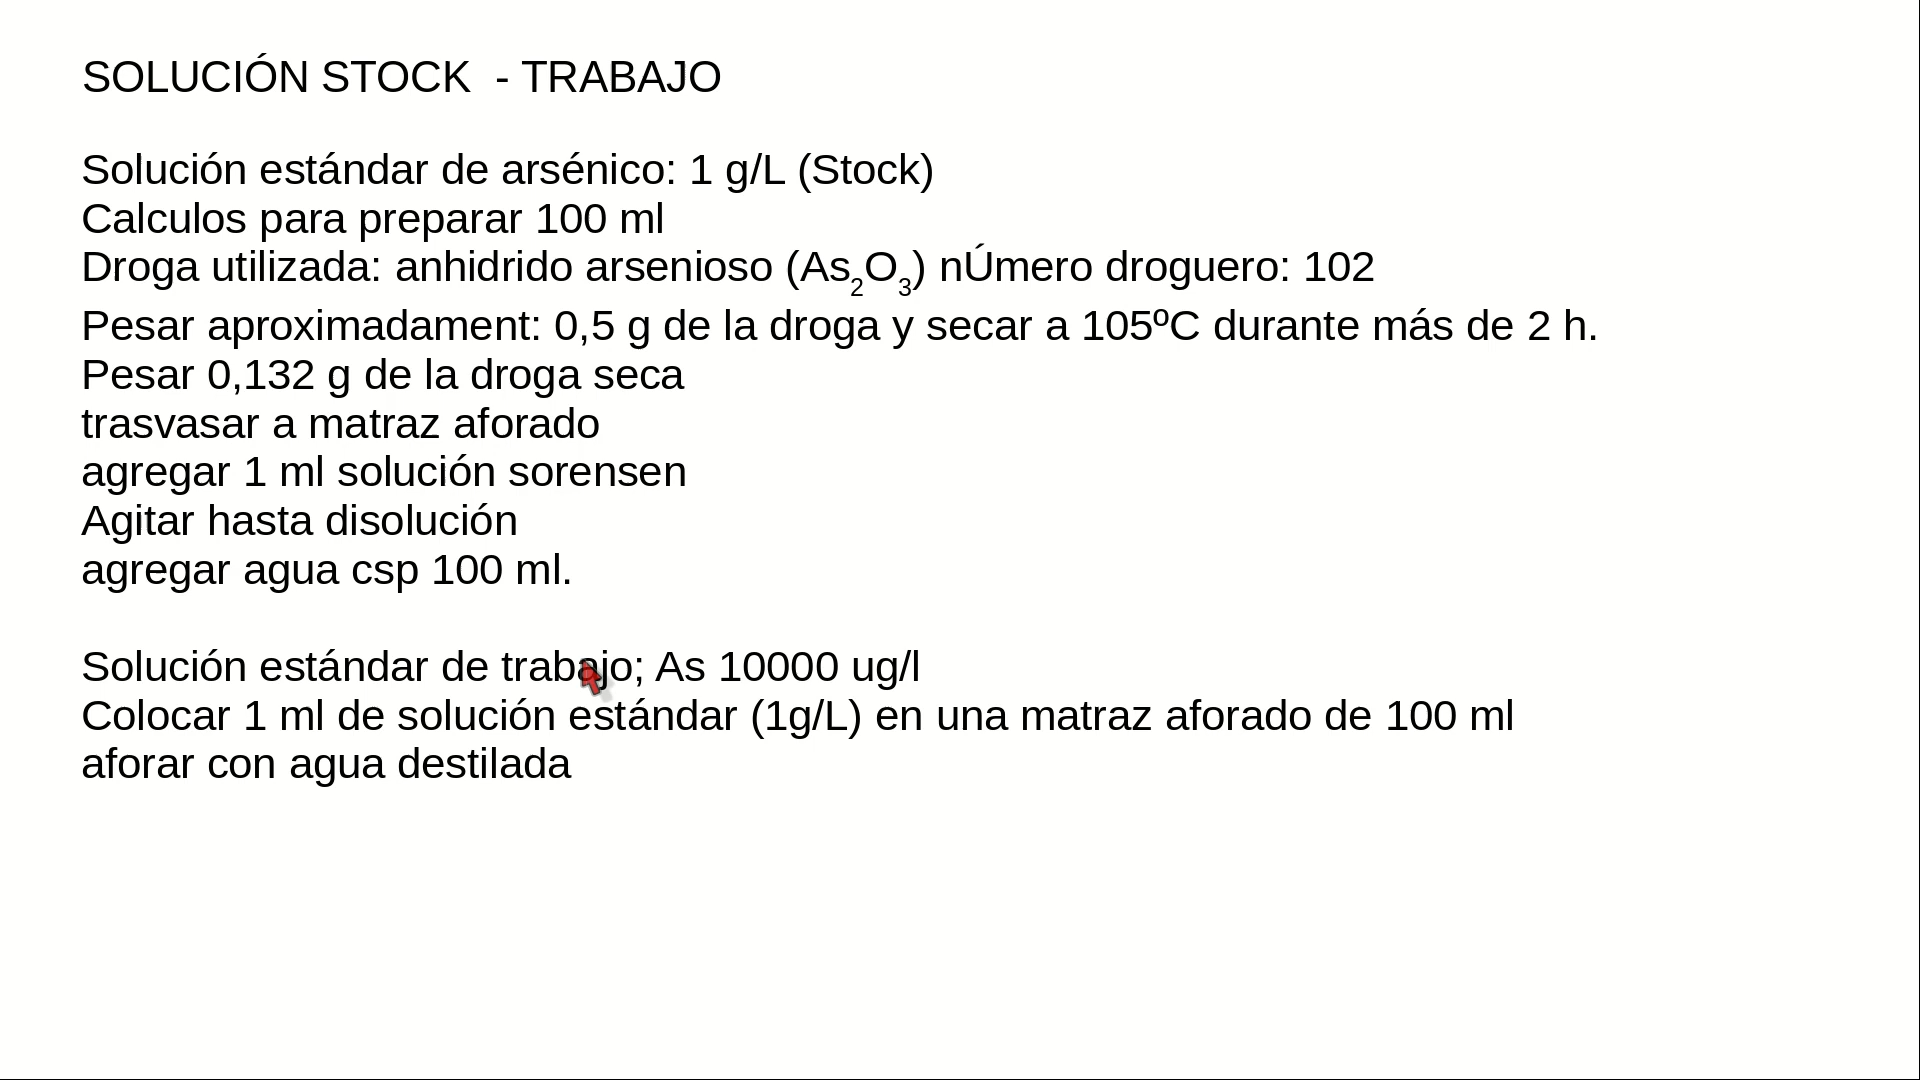 SOLUCIÓN STOCK  - TRABAJO
Solución estándar de arsénico: 1 g/L (Stock)
Calculos para preparar 100 ml
Droga utilizada: anhidrido arsenioso (As₂O₃) nÚmero droguero: 102
Pesar aproximadament: 0,5 g de la droga y secar a 105ºC durante más de 2 h.
Pesar 0,132 g de la droga seca
trasvasar a matraz aforado
agregar 1 ml solución sorensen
Agitar hasta disolución
agregar agua csp 100 ml.
Solución estándar de trabajo; As 10000 ug/l
Colocar 1 ml de solución estándar (1g/L) en una matraz aforado de 100 ml
aforar con agua destilada